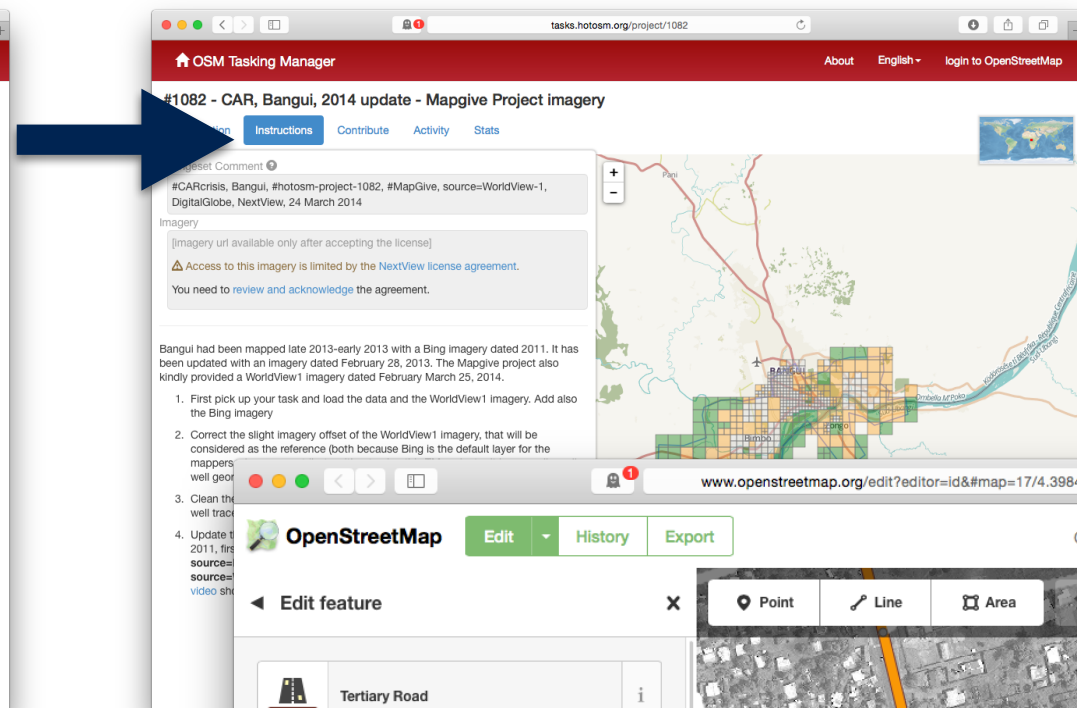 tasks.hotosm.org/project/1082
1
OSM Tasking Manager
About English login to OpenStreetMap
#1082 - CAR, Bangui, 2014 update - Mapgive Project imagery
Instructions Contribute Activity Stats
Comment
#CARcrisis, Bangui, #hotosm-project-1082, #MapGive, source=WorldView-1,
DigitalGlobe, NextView, 24 March 2014
Imagery
[imagery url available only after accepting the license]
Access to this imagery is limited by the NextView license agreement.
You need to review and acknowledge the agreement.
Bangui had been mapped late 2013-early 2013 with a Bing imagery dated 2011. It has
been updated with an imagery dated February 28, 2013. The Mapgive project also
kindly provided a WorldView1 imagery dated February March 25, 2014.
1. First pick up your task and load the data and the WorldView1 imagery. Add also
the Bing imagery
2. Correct the slight imagery offset of the WorldView1 imagery, that will be
considered as the reference (both because Bing is the default layer for the
mappers
well
3. Clean the
well
4. Update
2011,
source=
source=
video
+
−
Pani
BANGUI
Bimbo
Zongo
Ombella M'Poko
1
www.openstreetmap.org/edit?editor=id&#map=17/4.3984
OpenStreetMap
Edit History Export
Edit feature
Point Line Area
Tertiary Road
i